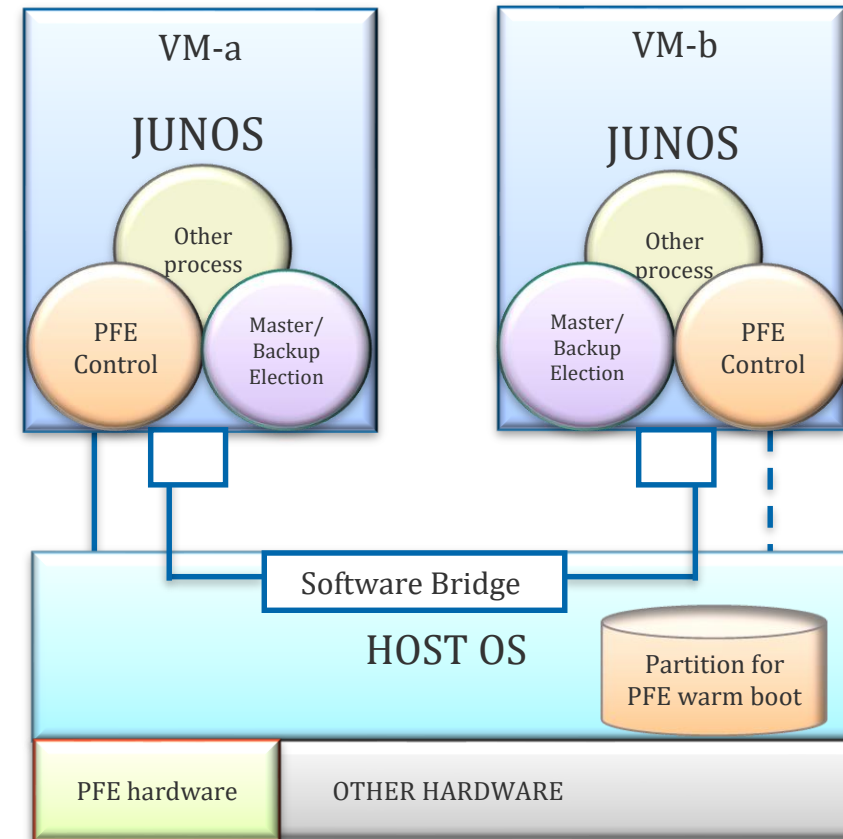 VM-a
JUNOS
Other
process
PFE
Control
Master/
Backup
Election
VM-b
JUNOS
Other
process
Master/
Backup
Election
PFE
Control
Software Bridge
HOST OS
Partition for
PFE warm boot
PFE hardware
OTHER HARDWARE